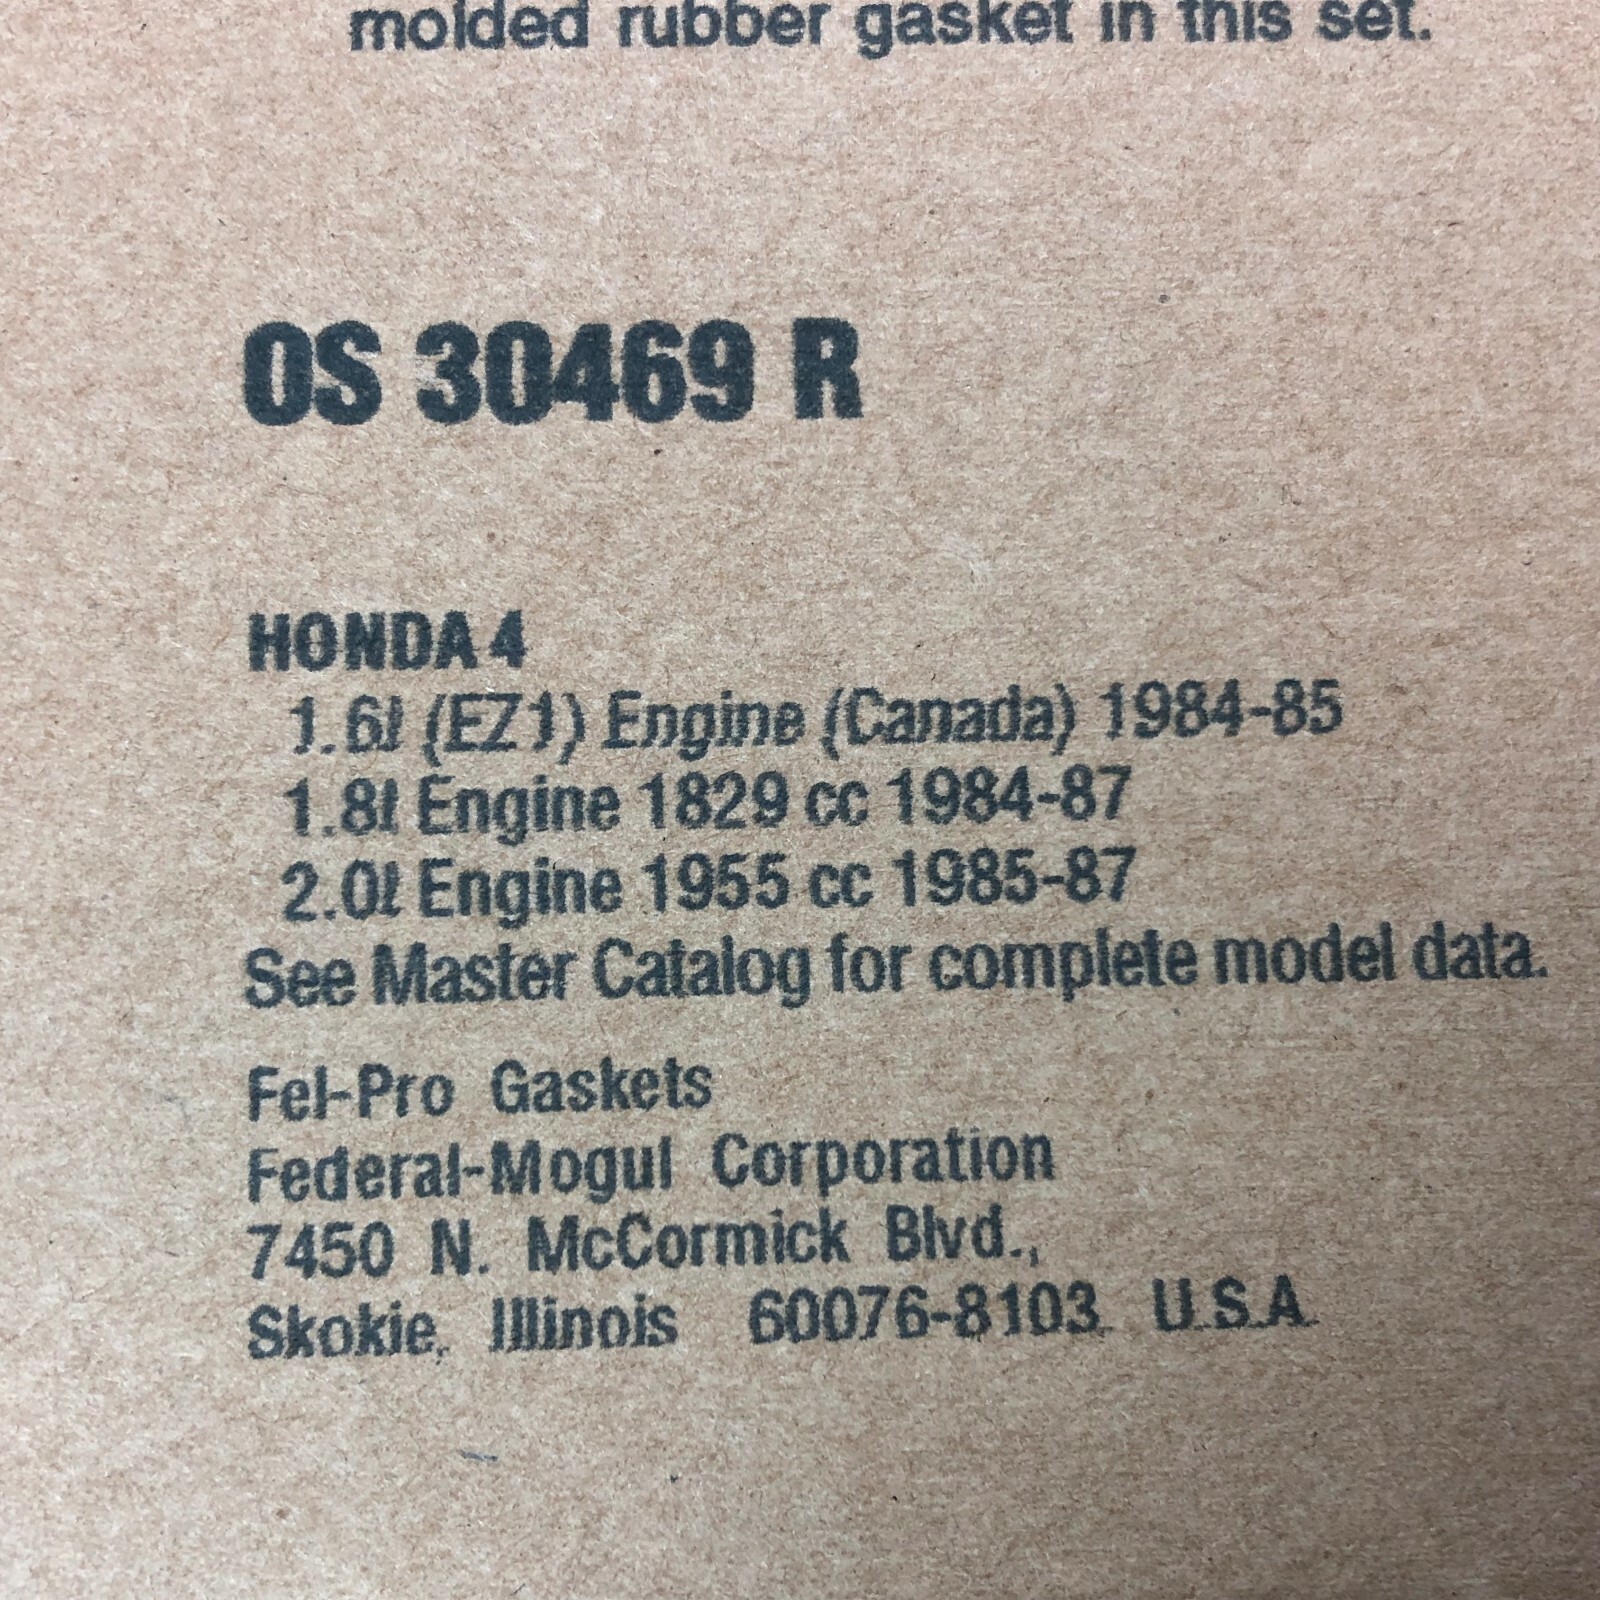 molded rubber gasket in this set.
OS 30469 R
HONDA 4
1.6ℓ (EZ1) Engine (Canada) 1984-85
1.8ℓ Engine 1829 cc 1984-87
2.0ℓ Engine 1955 cc 1985-87
See Master Catalog for complete model data.
Fel-Pro Gaskets
Federal-Mogul Corporation
7450 N. McCormick Blvd.,
Skokie, Illinois 60076-8103 U.S.A.